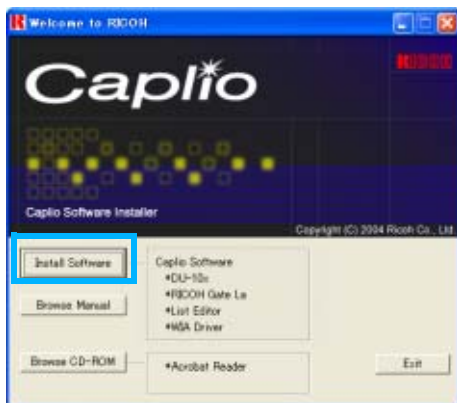 Welcome to RICOH
RICOH
Caplio
Caplio Software Installer
Copyright (C) 2004 Ricoh Co., Ltd
Install Software
Caplio Software
*DU-10x
*RICOH Gate La
*List Editor
*WIA Driver
Browse Manual
Browse CD-ROM
*Acrobat Reader
Exit